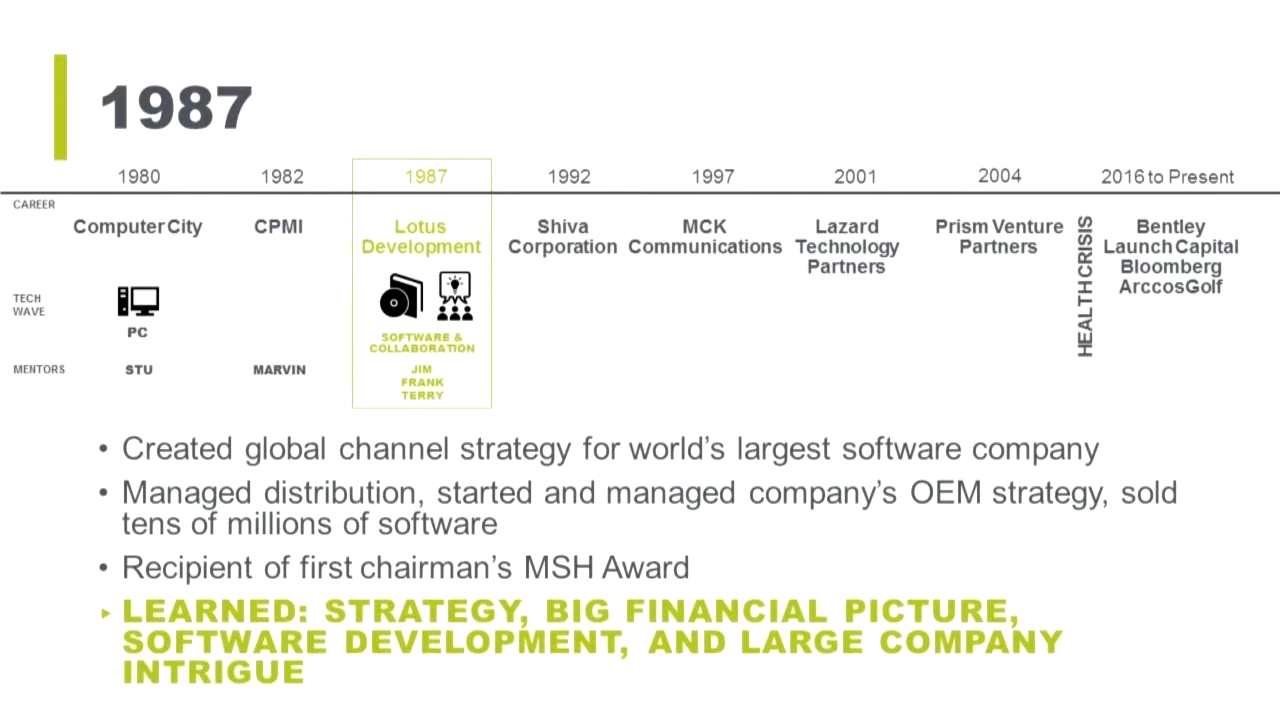 1987
1980 1982 1987 1992 1997 2001 2004 2016 to Present
CAREER
Computer City CPMI Lotus Development Shiva Corporation MCK Communications Lazard Technology Partners Prism Venture Partners HEALTH CRISIS Bentley Launch Capital Bloomberg ArccosGolf
TECH WAVE
PC
SOFTWARE & COLLABORATION
MENTORS STU MARVIN JIM FRANK TERRY
• Created global channel strategy for world's largest software company
• Managed distribution, started and managed company's OEM strategy, sold
tens of millions of software
• Recipient of first chairman's MSH Award
▸ LEARNED: STRATEGY, BIG FINANCIAL PICTURE,
SOFTWARE DEVELOPMENT, AND LARGE COMPANY
INTRIGUE